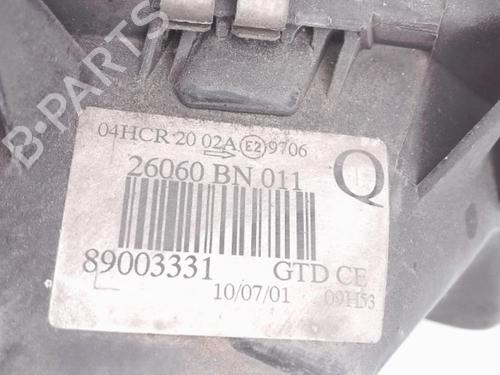 B-PARTS
04HCR 20 02A → E2 9706
26060 BN 011 Q
89003331 GTD CE
10/07/01 09H53